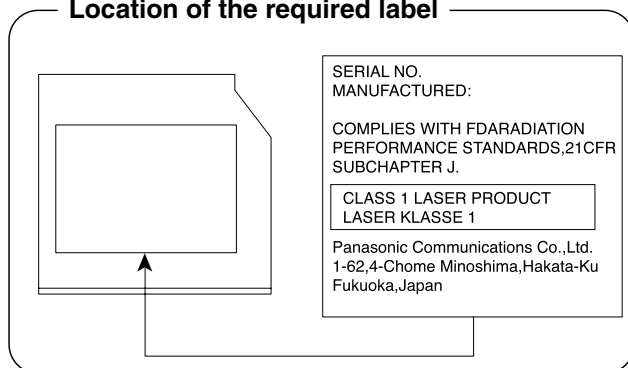 Location of the required label
SERIAL NO.
MANUFACTURED:
COMPLIES WITH FDARADIATION
PERFORMANCE STANDARDS,21CFR
SUBCHAPTER J.
CLASS 1 LASER PRODUCT
LASER KLASSE 1
Panasonic Communications Co.,Ltd.
1-62,4-Chome Minoshima,Hakata-Ku
Fukuoka,Japan